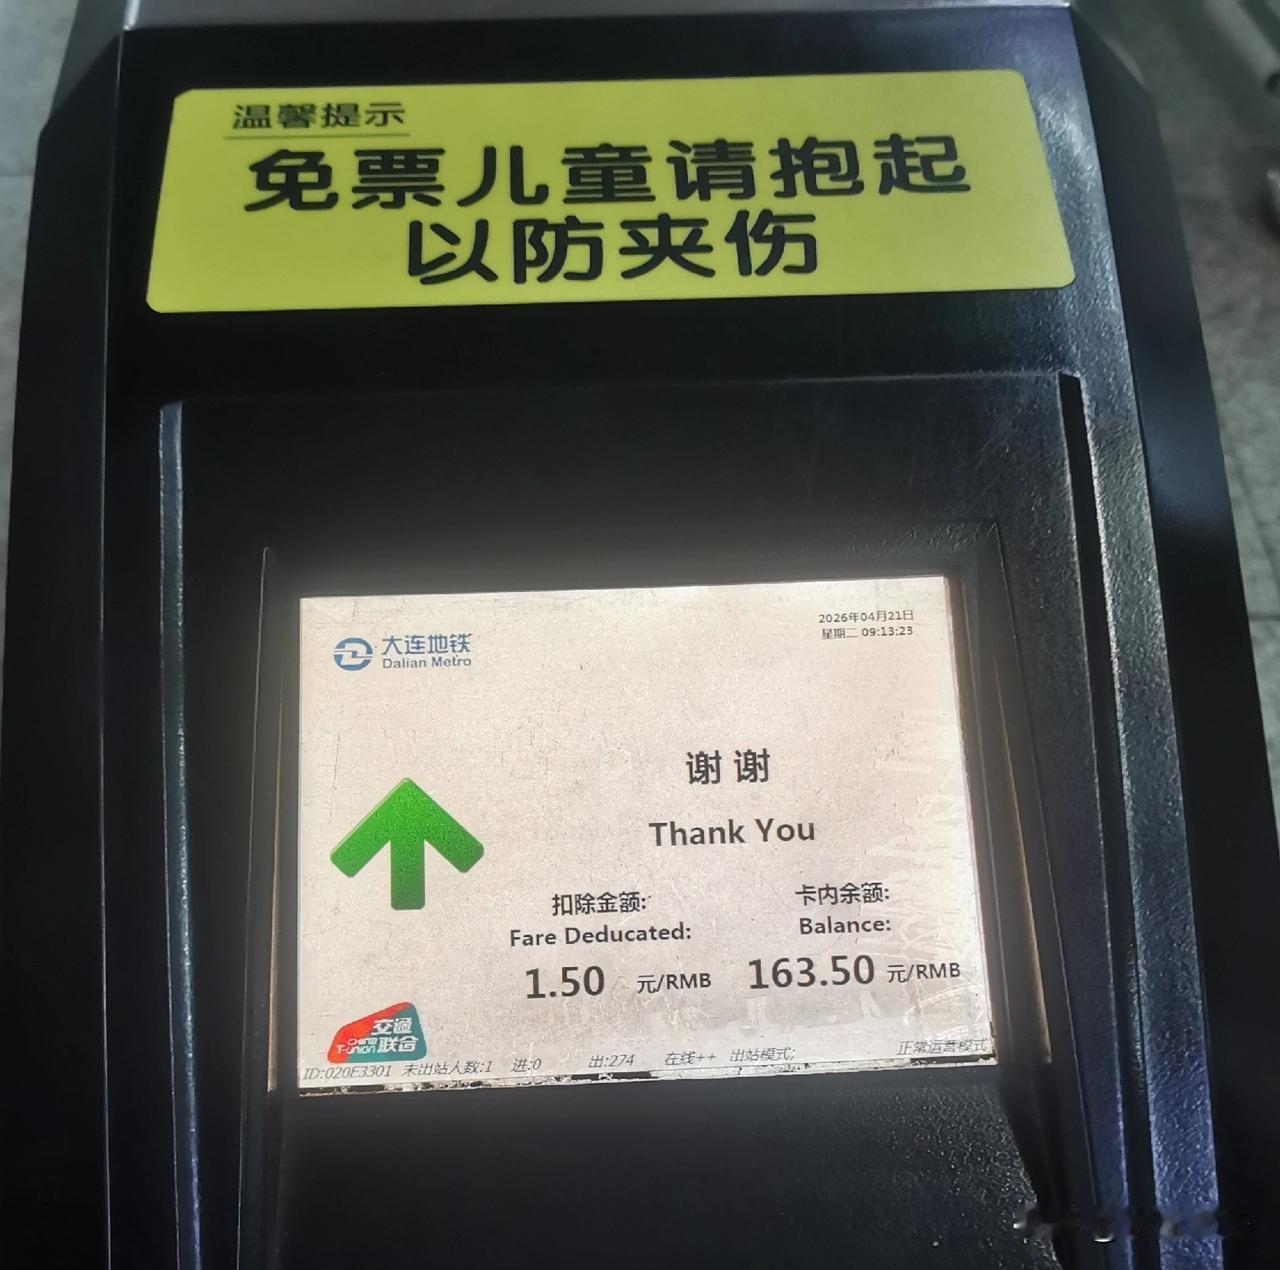 温馨提示
免票儿童请抱起
以防夹伤
大连地铁
Dalian Metro
2026年04月21日
星期二 09:13:23
谢谢
Thank You
扣除金额:
Fare Deducated:
1.50 元/RMB
卡内余额:
Balance:
163.50 元/RMB
交通
联合
CHINA
T-UNION
ID:020E3301 未出站人数:1 进:0 出:274 在线++ 出站模式; 正常运营模式